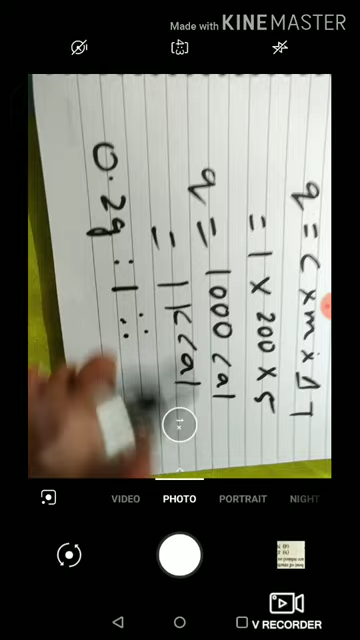 Made with KINEMASTER
q = C × m × ΔT
= 1 × 200 × 5
q = 1000 cal
= 1 kcal
0.2g : 1 ::
1×
VIDEO PHOTO PORTRAIT NIGHT
V RECORDER